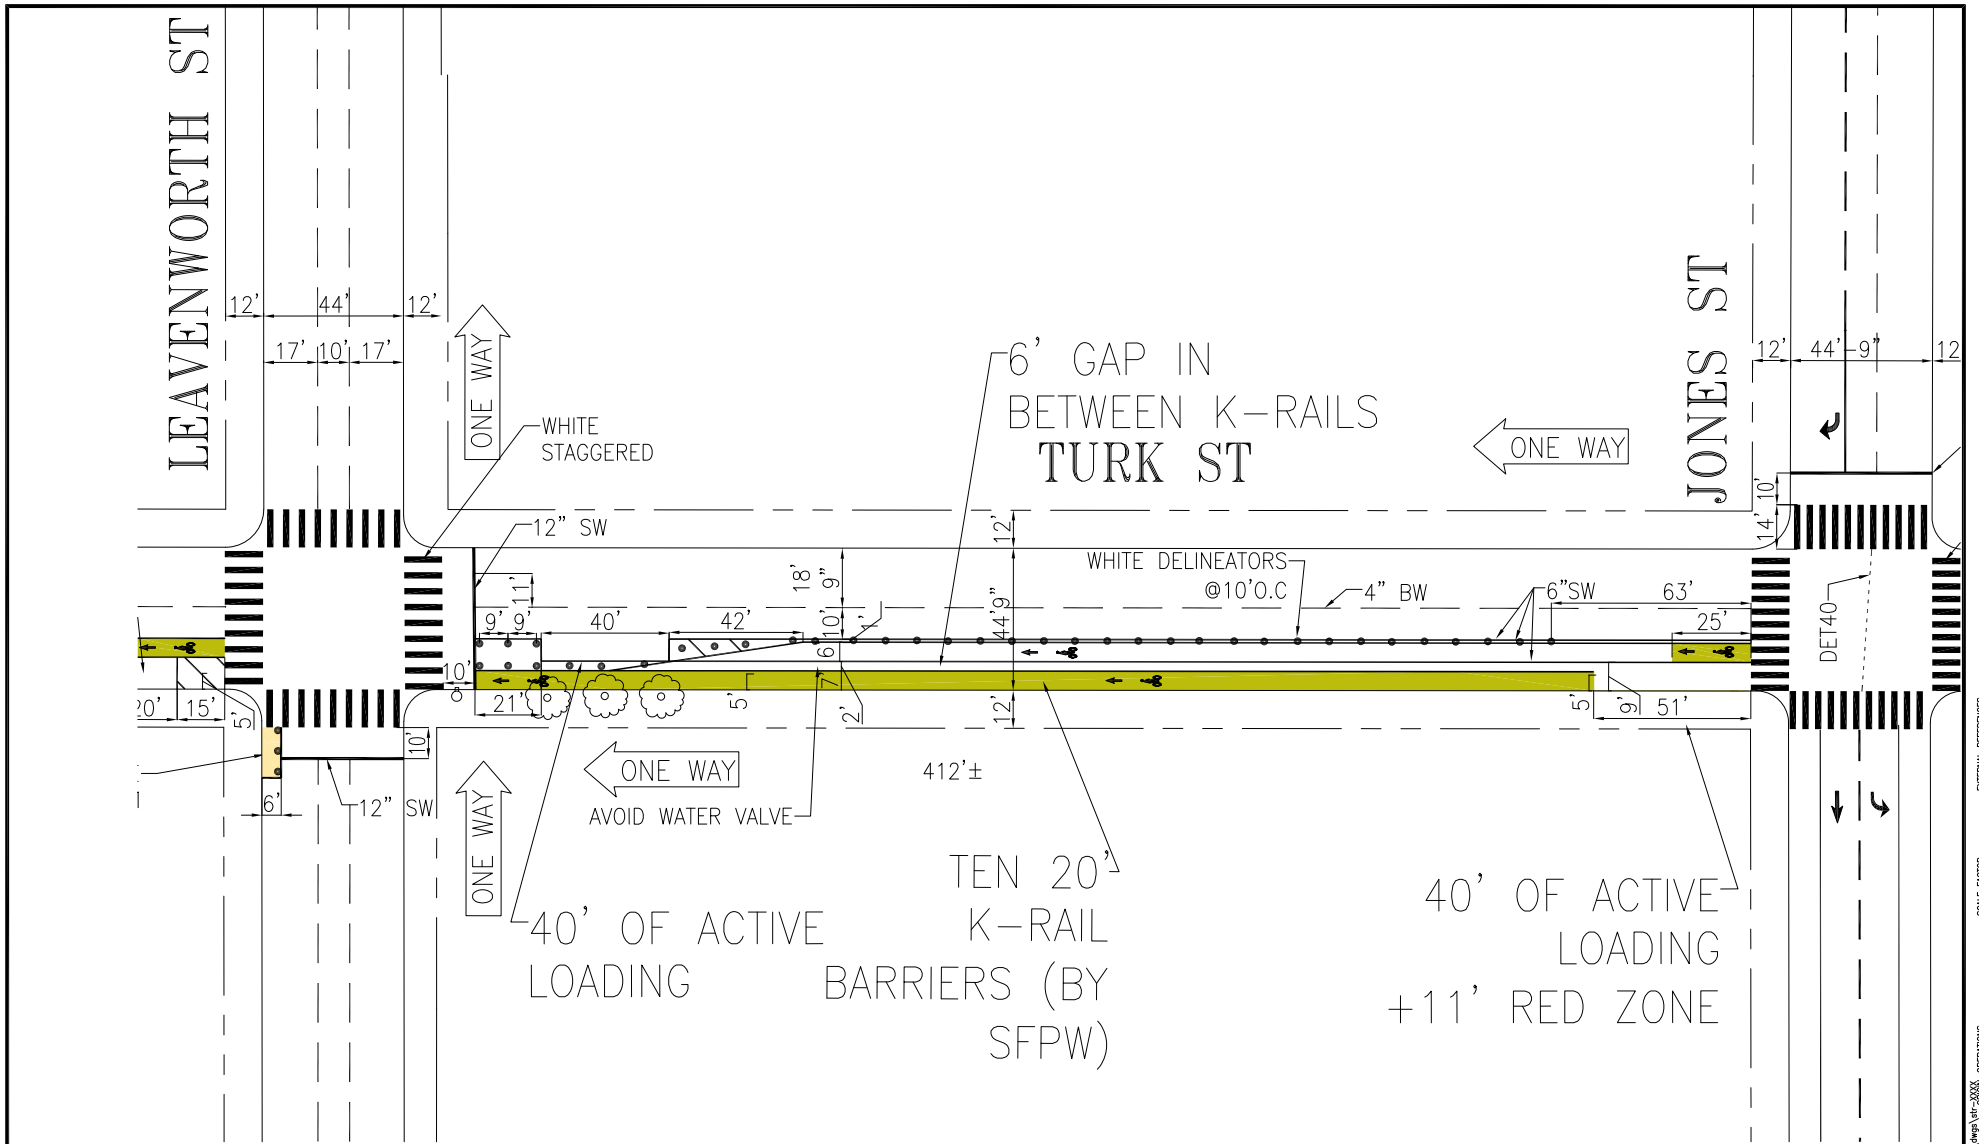 LEAVENWORTH ST
12'
44'
12'
17'
10'
17'
ONE WAY
WHITE
STAGGERED
12" SW
6' GAP IN
BETWEEN K-RAILS
TURK ST
ONE WAY
JONES ST
12'
44'-9"
12
10'
14'
DET40
12'
WHITE DELINEATORS
@10'O.C
4" BW
6"SW
63'
25'
11'
18'
9"
9'
9'
40'
42'
10'
1'
44'9"
6'
7'
10'
21'
5'
2'
12'
5'
9'
51'
20'
15'
5'
10'
6'
12" SW
ONE WAY
ONE WAY
412'±
AVOID WATER VALVE
40' OF ACTIVE
LOADING
TEN 20'
K-RAIL
BARRIERS (BY
SFPW)
40' OF ACTIVE
LOADING
+11' RED ZONE